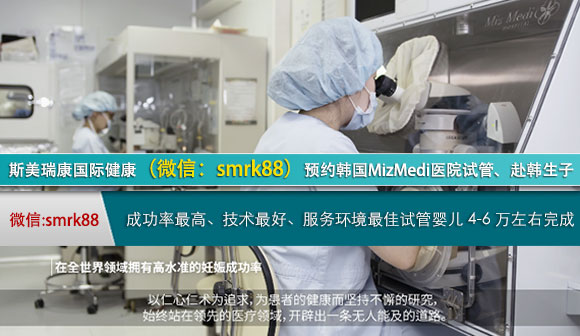 Miz Medi
斯美瑞康国际健康（微信：smrk88）预约韩国MizMedi医院试管、赴韩生子
微信:smrk88 成功率最高、技术最好、服务环境最佳试管婴儿 4-6 万左右完成
在全世界领域拥有高水准的妊娠成功率
以仁心仁术为追求,为患者的健康而坚持不懈的研究,
始终站在领先的医疗领域,开辟出一条无人能及的道路。